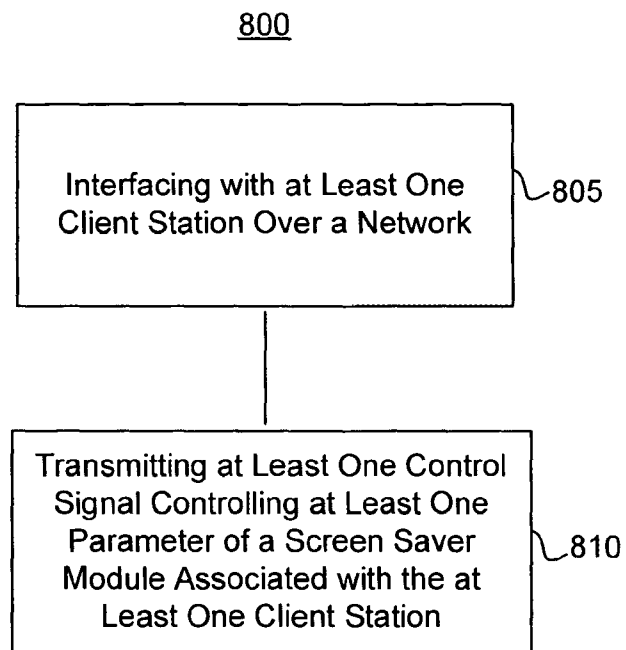 800
Interfacing with at Least One
Client Station Over a Network
805
Transmitting at Least One Control
Signal Controlling at Least One
Parameter of a Screen Saver
Module Associated with the at
Least One Client Station
810